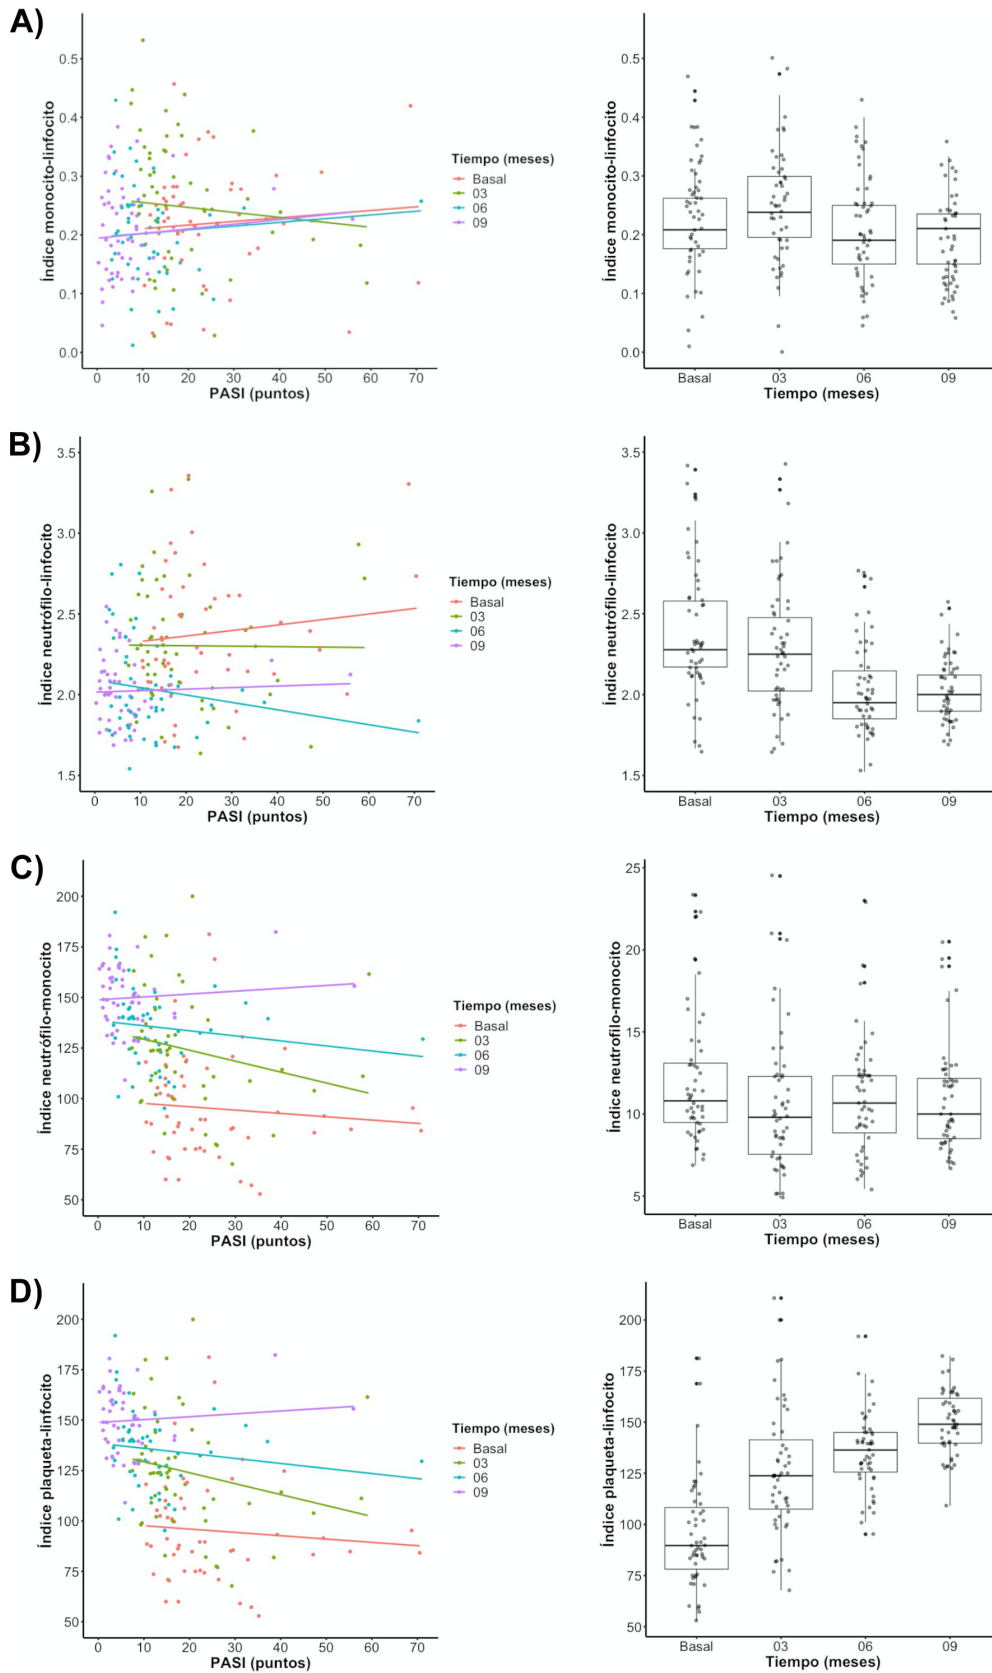 A)
Índice monocito-linfocito
0.5
0.4
0.3
0.2
0.1
0.0
0 10 20 30 40 50 60 70
PASI (puntos)
Tiempo (meses)
Basal
03
06
09
Índice monocito-linfocito
0.5
0.4
0.3
0.2
0.1
0.0
Basal 03 06 09
Tiempo (meses)
B)
Índice neutrófilo-linfocito
3.5
3.0
2.5
2.0
1.5
0 10 20 30 40 50 60 70
PASI (puntos)
Tiempo (meses)
Basal
03
06
09
Índice neutrófilo-linfocito
3.5
3.0
2.5
2.0
1.5
Basal 03 06 09
Tiempo (meses)
C)
Índice neutrófilo-monocito
200
175
150
125
100
75
50
0 10 20 30 40 50 60 70
PASI (puntos)
Tiempo (meses)
Basal
03
06
09
Índice neutrófilo-monocito
25
20
15
10
5
Basal 03 06 09
Tiempo (meses)
D)
Índice plaqueta-linfocito
200
175
150
125
100
75
50
0 10 20 30 40 50 60 70
PASI (puntos)
Tiempo (meses)
Basal
03
06
09
Índice plaqueta-linfocito
200
175
150
125
100
75
50
Basal 03 06 09
Tiempo (meses)